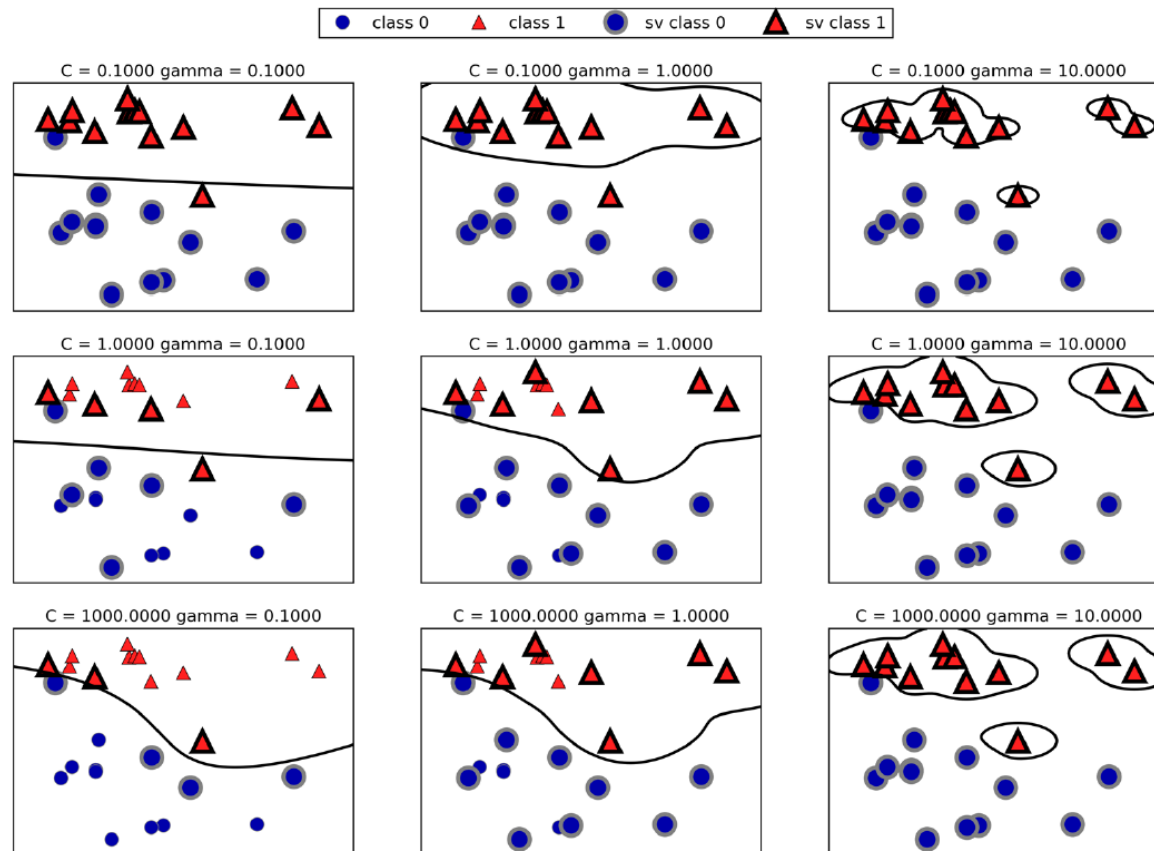 class 0 class 1 sv class 0 sv class 1
C = 0.1000 gamma = 0.1000
C = 0.1000 gamma = 1.0000
C = 0.1000 gamma = 10.0000
C = 1.0000 gamma = 0.1000
C = 1.0000 gamma = 1.0000
C = 1.0000 gamma = 10.0000
C = 1000.0000 gamma = 0.1000
C = 1000.0000 gamma = 1.0000
C = 1000.0000 gamma = 10.0000